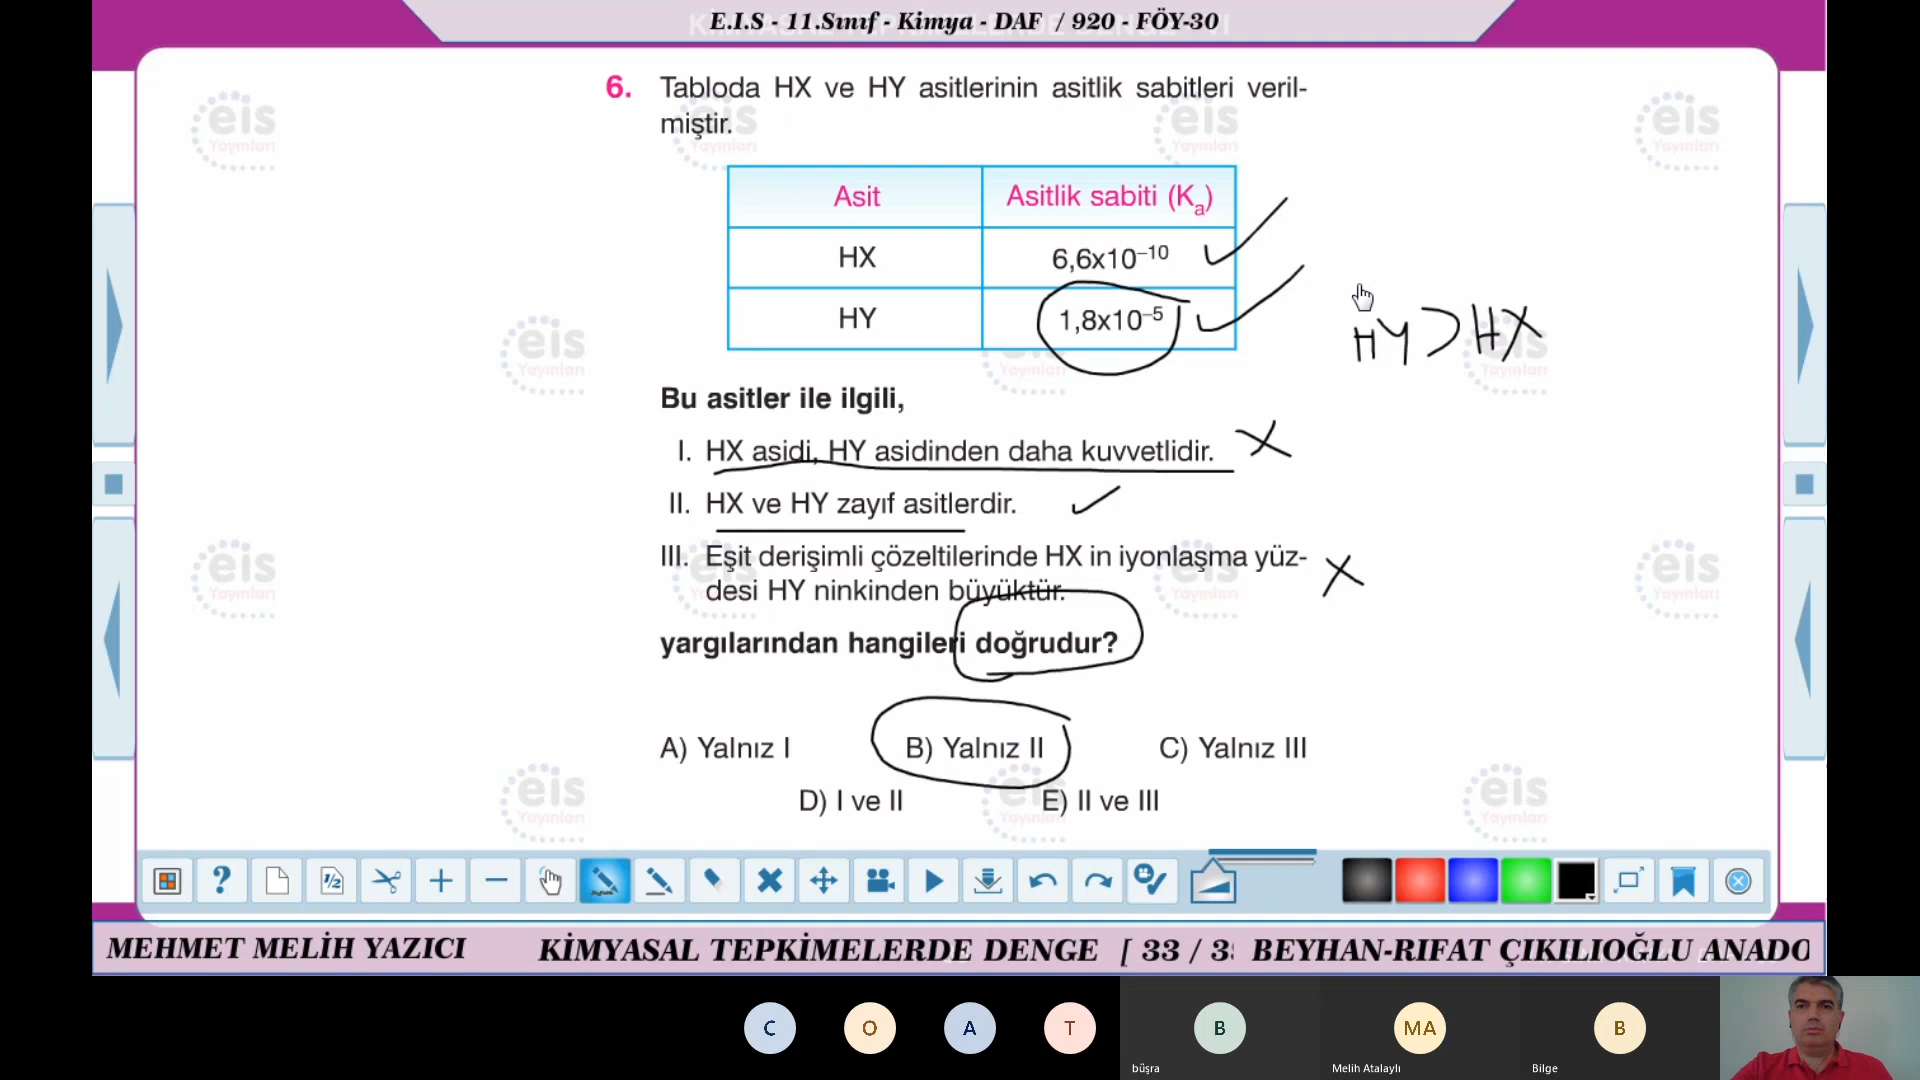 E.I.S - 11.Sınıf - Kimya - DAF / 920 - FÖY-30
6. Tabloda HX ve HY asitlerinin asitlik sabitleri veril-
miştir.
Asit Asitlik sabiti (Ka)
HX 6,6x10⁻¹⁰
HY 1,8x10⁻⁵
HY > HX
Bu asitler ile ilgili,
I. HX asidi, HY asidinden daha kuvvetlidir.
II. HX ve HY zayıf asitlerdir.
III. Eşit derişimli çözeltilerinde HX in iyonlaşma yüz-
desi HY ninkinden büyüktür.
yargılarından hangileri doğrudur?
A) Yalnız I B) Yalnız II C) Yalnız III
D) I ve II E) II ve III
eis Yayınları
MEHMET MELİH YAZICI KİMYASAL TEPKİMELERDE DENGE [ 33 / 3 BEYHAN-RIFAT ÇIKILIOĞLU ANADO
C O A T B MA B
büşra Melih Atalaylı Bilge